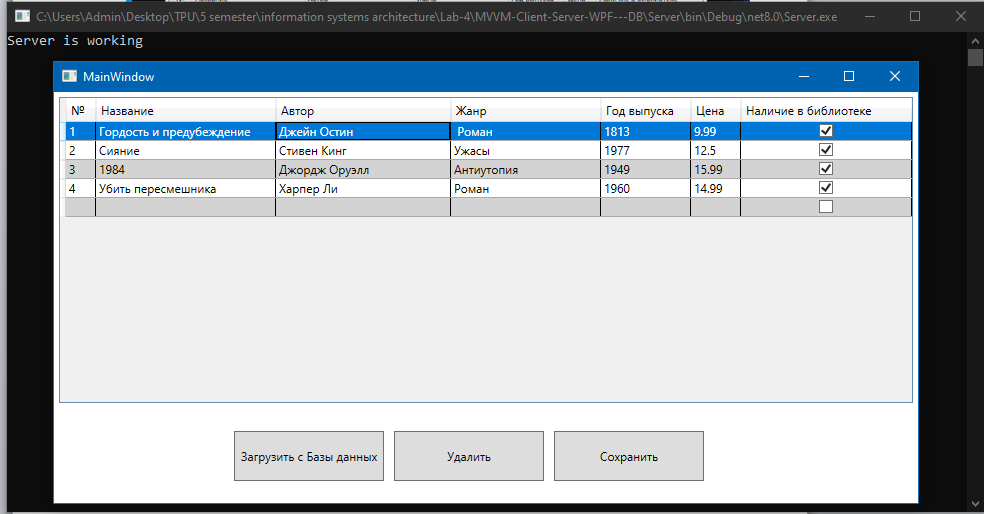 C:\Users\Admin\Desktop\TPU\5 semester\information systems architecture\Lab-4\MVVM-Client-Server-WPF---DB\Server\bin\Debug\net8.0\Server.exe
Server is working
MainWindow
№ Название Автор Жанр Год выпуска Цена Наличие в библиотеке
1 Гордость и предубеждение Джейн Остин Роман 1813 9.99
2 Сияние Стивен Кинг Ужасы 1977 12.5
3 1984 Джордж Оруэлл Антиутопия 1949 15.99
4 Убить пересмешника Харпер Ли Роман 1960 14.99
Загрузить с Базы данных Удалить Сохранить